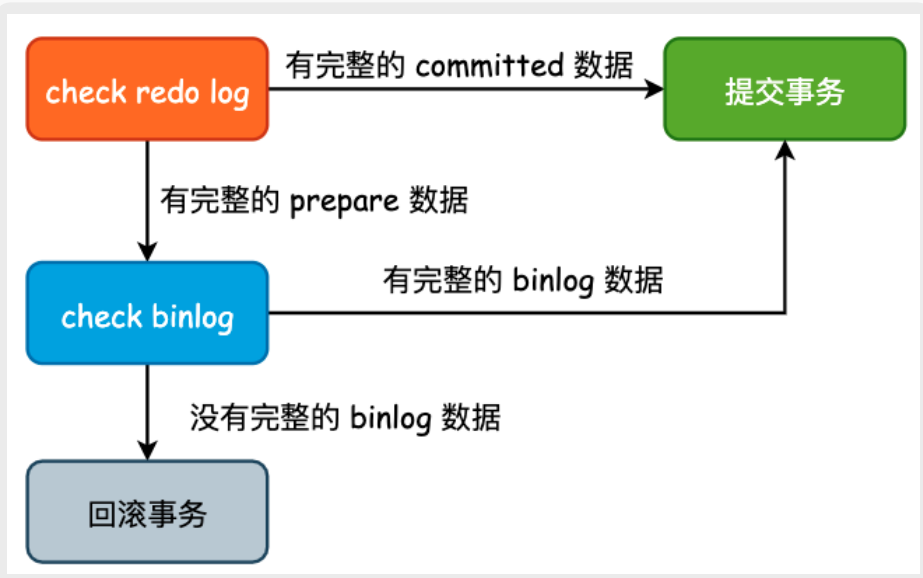 check redo log
有完整的 committed 数据
提交事务
有完整的 prepare 数据
check binlog
有完整的 binlog 数据
没有完整的 binlog 数据
回滚事务